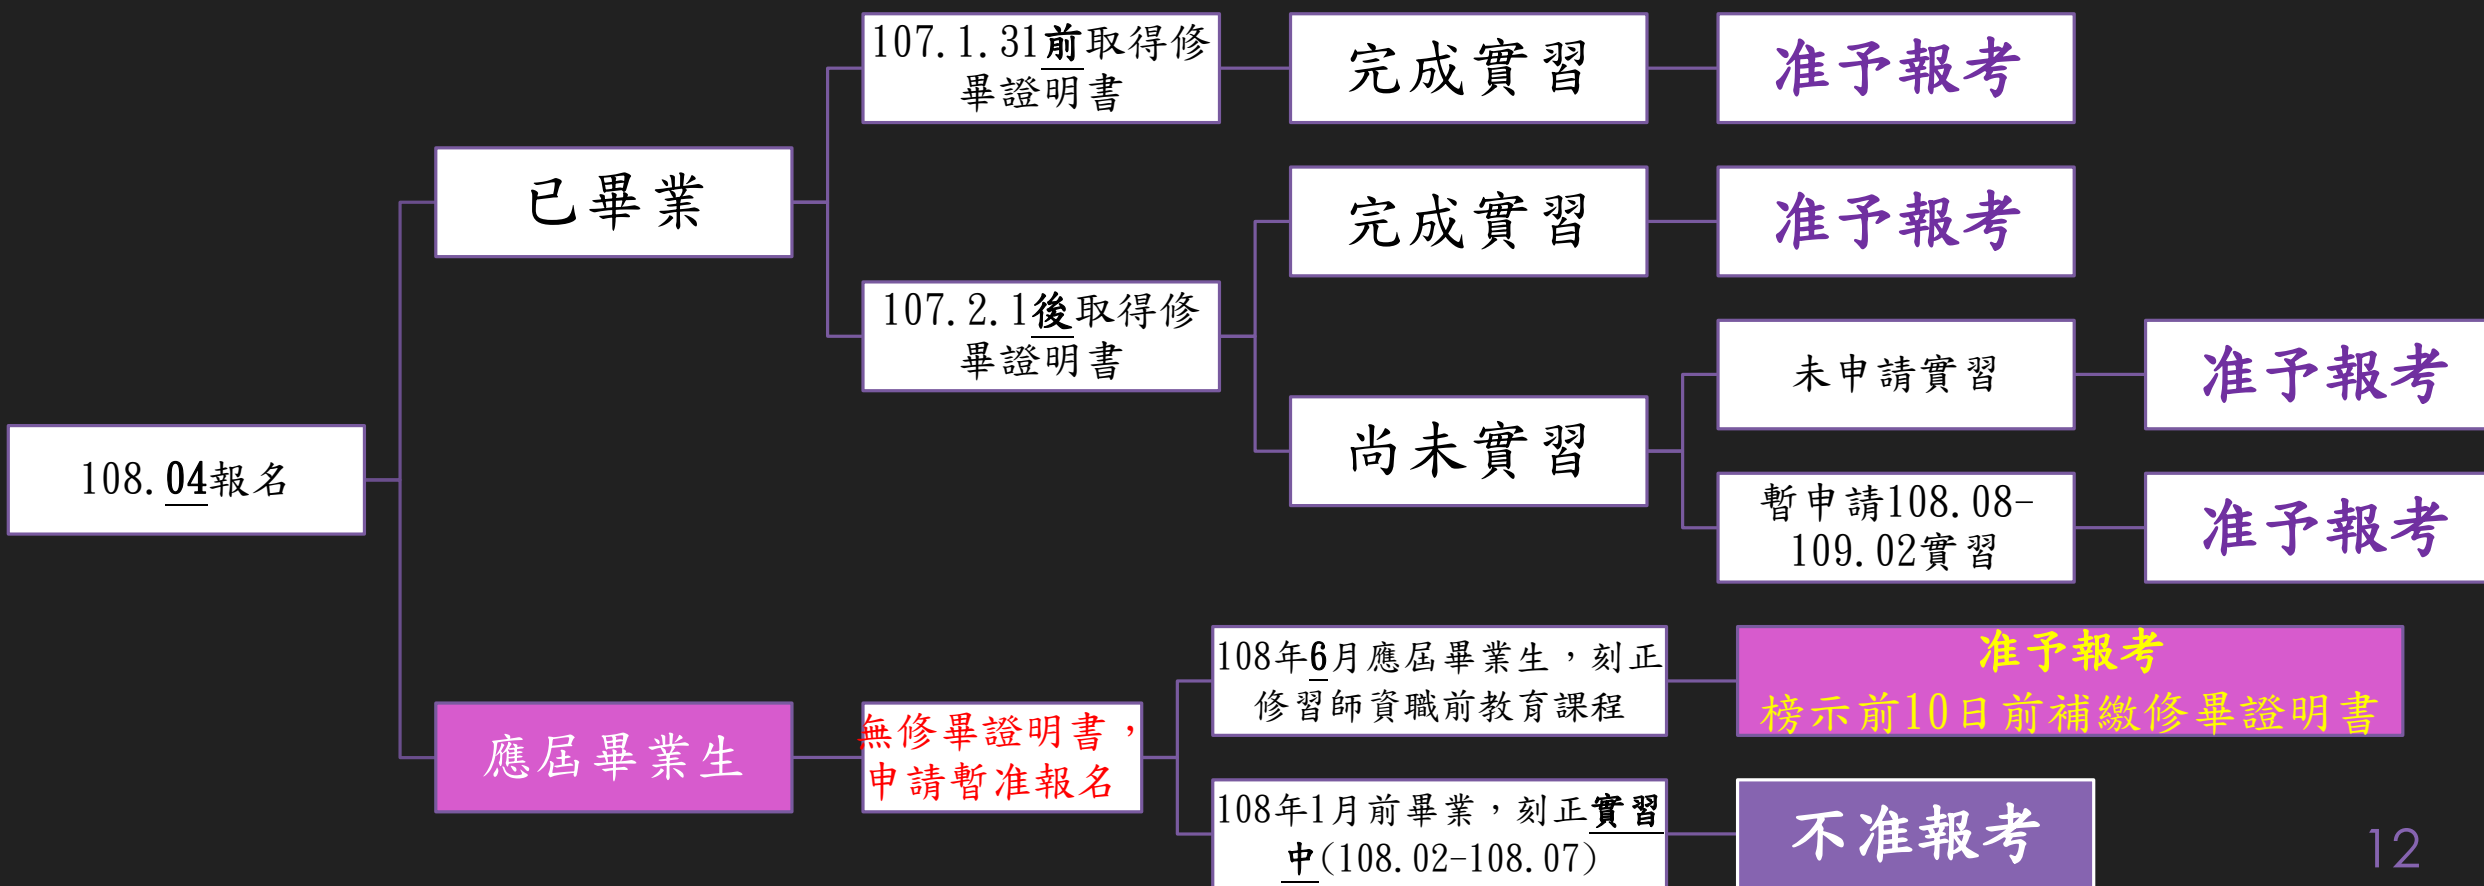 107.1.31前取得修
畢證明書
完成實習
准予報考
已畢業
完成實習
准予報考
107.2.1後取得修
畢證明書
未申請實習
准予報考
尚未實習
108.04報名
暫申請108.08-
109.02實習
准予報考
108年6月應屆畢業生，刻正
修習師資職前教育課程
准予報考
榜示前10日前補繳修畢證明書
應屆畢業生
無修畢證明書，
申請暫准報名
108年1月前畢業，刻正實習
中(108.02-108.07)
不准報考
12